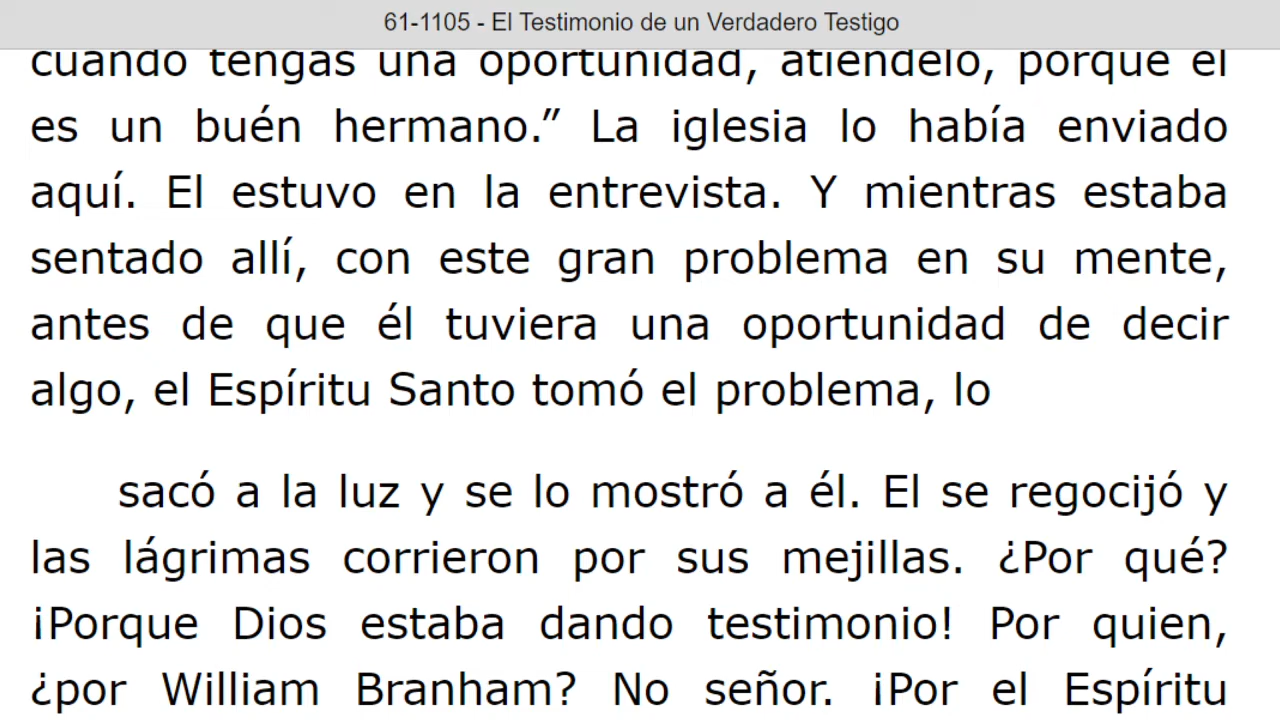 61-1105 - El Testimonio de un Verdadero Testigo
cuando tengas una oportunidad, atiéndelo, porque él
es un buén hermano.” La iglesia lo había enviado
aquí. El estuvo en la entrevista. Y mientras estaba
sentado allí, con este gran problema en su mente,
antes de que él tuviera una oportunidad de decir
algo, el Espíritu Santo tomó el problema, lo
sacó a la luz y se lo mostró a él. El se regocijó y
las lágrimas corrieron por sus mejillas. ¿Por qué?
¡Porque Dios estaba dando testimonio! Por quien,
¿por William Branham? No señor. ¡Por el Espíritu